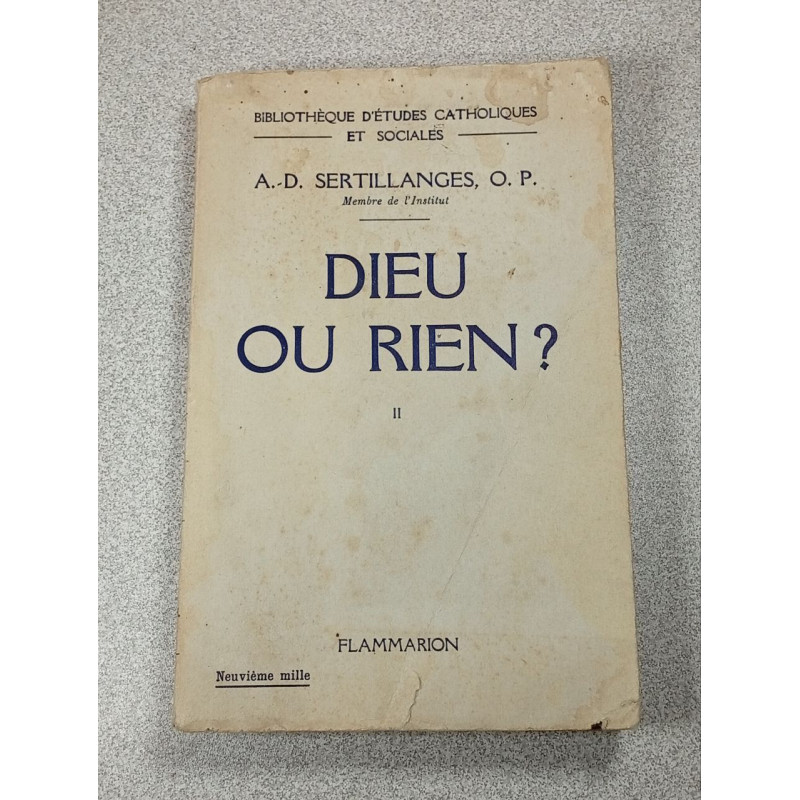 BIBLIOTHÈQUE D'ÉTUDES CATHOLIQUES
ET SOCIALES
A.-D. SERTILLANGES, O. P.
Membre de l'Institut
DIEU
OU RIEN ?
II
FLAMMARION
Neuvième mille